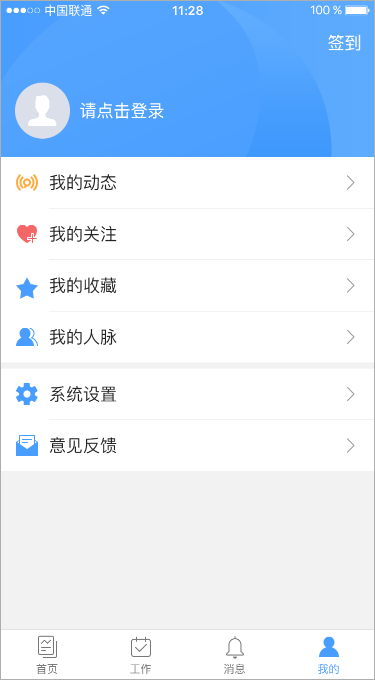 中国联通 11:28 100 %
签到
请点击登录
我的动态
我的关注
我的收藏
我的人脉
系统设置
意见反馈
首页 工作 消息 我的